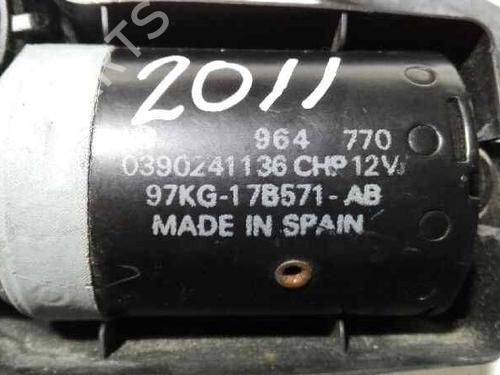 2011
964 770
0390241136 CHP 12V
97KG-17B571-AB
MADE IN SPAIN